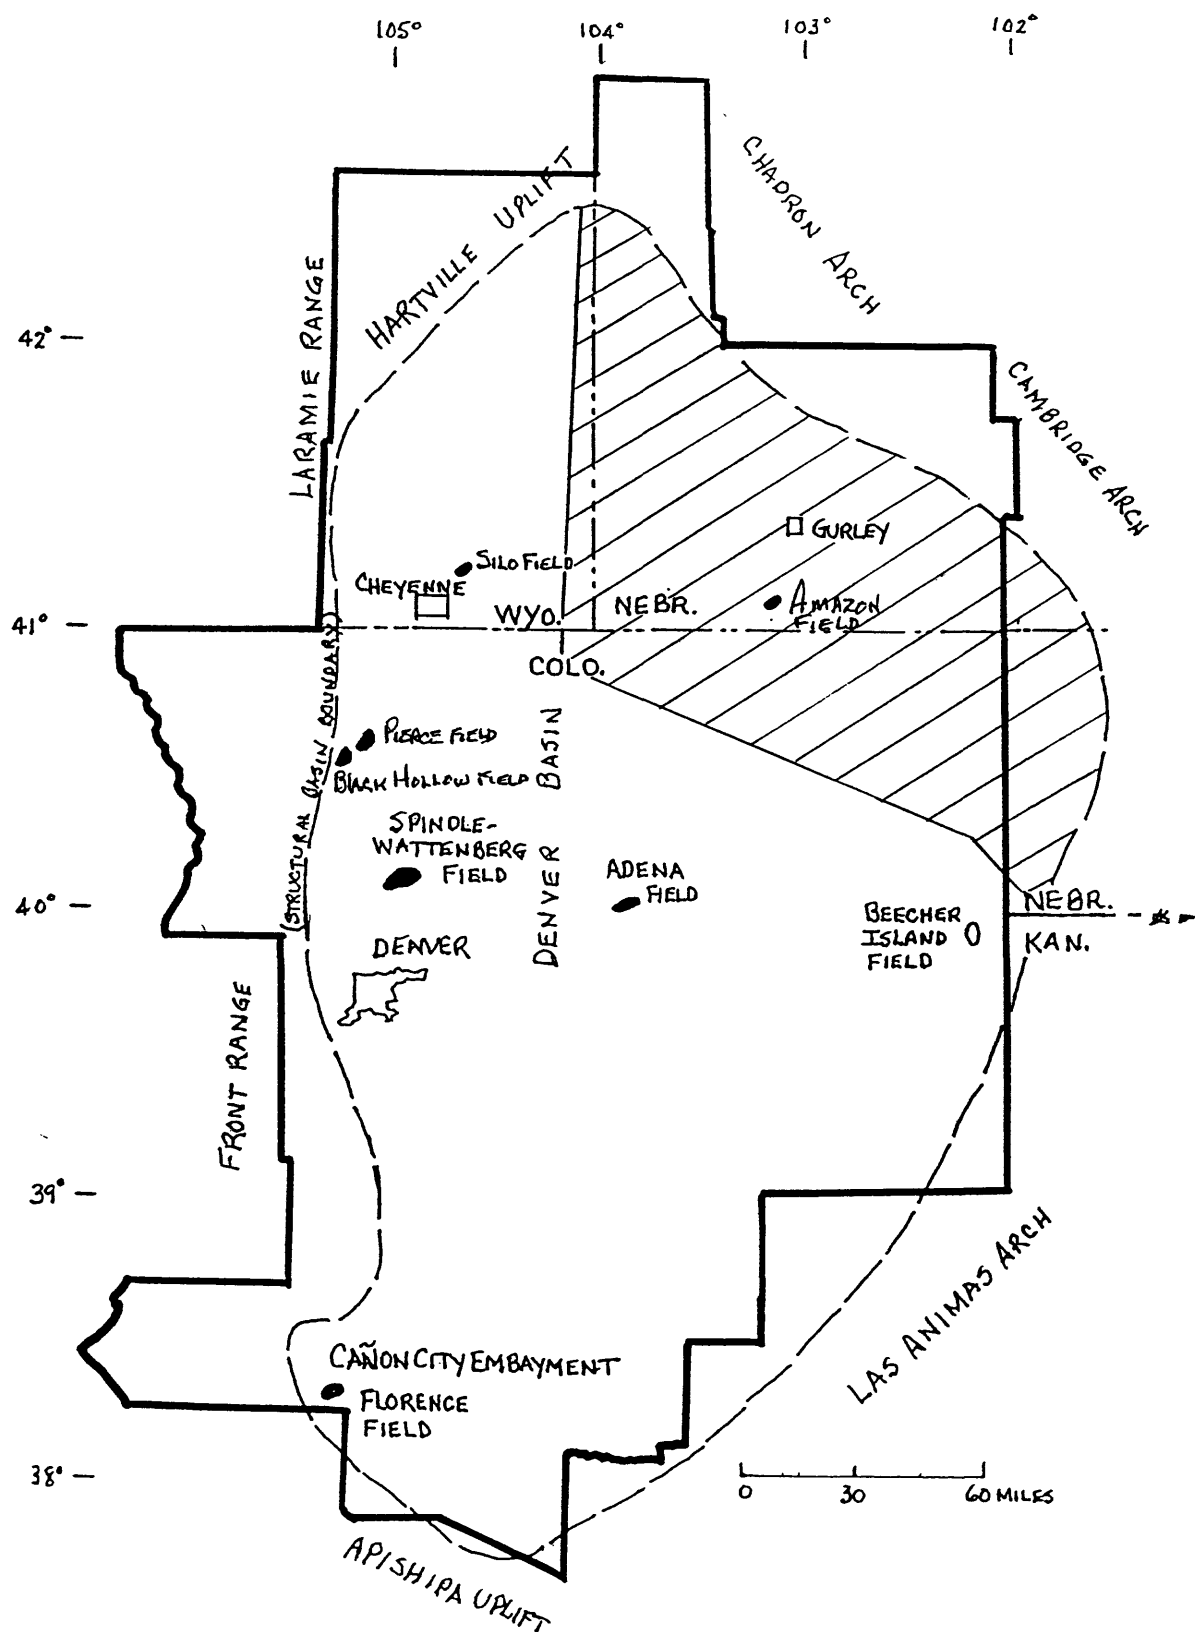 105° 104° 103° 102°
CHADRON ARCH
HARTVILLE UPLIFT
LARAMIE RANGE
42°
CAMBRIDGE ARCH
GURLEY
SILO FIELD
CHEYENNE
AMAZON
FIELD
WYO. NEBR.
41°
COLO.
(STRUCTURAL BASIN BOUNDARY)
PIERCE FIELD
BLACK HOLLOW FIELD
DENVER BASIN
SPINDLE-
WATTENBERG
FIELD
ADENA
FIELD
40°
NEBR.
KAN.
BEECHER
ISLAND
FIELD
DENVER
FRONT RANGE
39°
LAS ANIMAS ARCH
CAÑON CITY EMBAYMENT
FLORENCE
FIELD
38°
0 30 60 MILES
APISHIPA UPLIFT